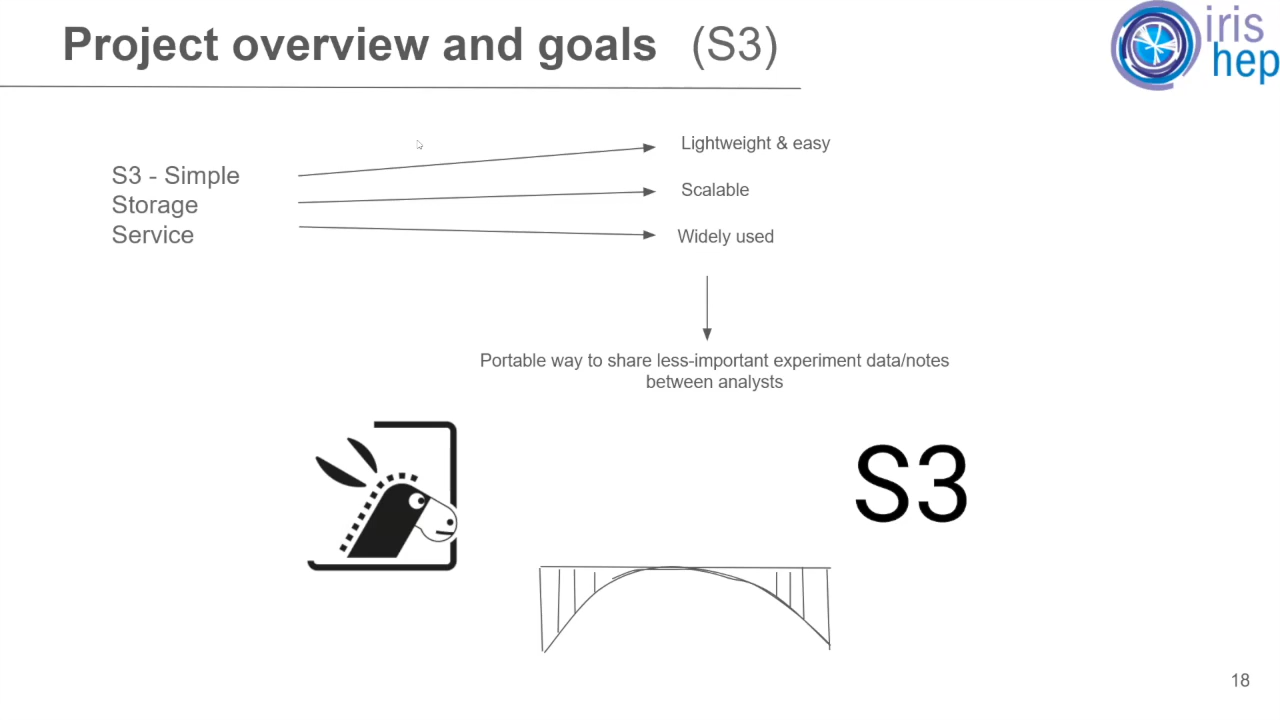 Project overview and goals (S3)
iris
hep
S3 - Simple
Storage
Service
Lightweight & easy
Scalable
Widely used
Portable way to share less-important experiment data/notes
between analysts
S3
18